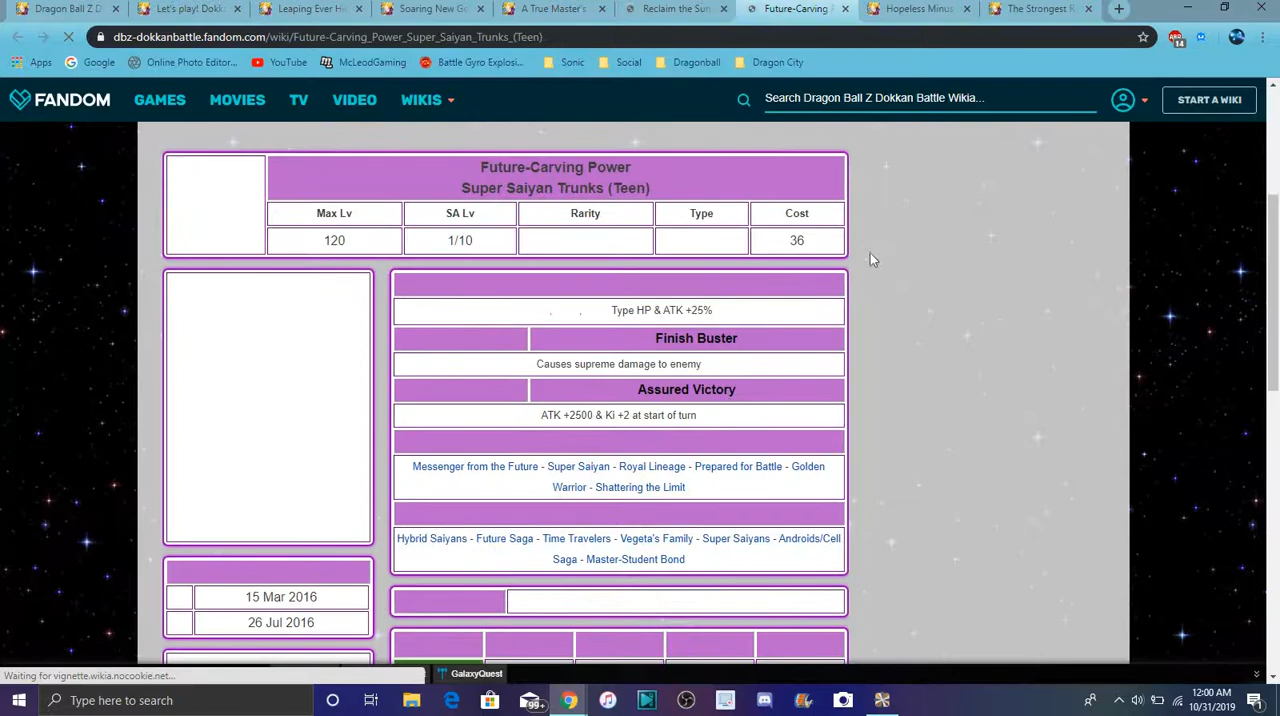 Dragon Ball Z D
Let's play! Dokk
Leaping Ever He
Soaring New Go
A True Master's
Reclaim the Sun
Future-Carving P
Hopeless Minus
The Strongest R
dbz-dokkanbattle.fandom.com/wiki/Future-Carving_Power_Super_Saiyan_Trunks_(Teen)
14
Apps
Google
Online Photo Editor...
YouTube
McLeodGaming
Battle Gyro Explosi...
Sonic
Social
Dragonball
Dragon City
FANDOM
GAMES
MOVIES
TV
VIDEO
WIKIS
Search Dragon Ball Z Dokkan Battle Wikia...
START A WIKI
Future-Carving Power
Super Saiyan Trunks (Teen)
Max Lv
SA Lv
Rarity
Type
Cost
120
1/10
36
, , Type HP & ATK +25%
Finish Buster
Causes supreme damage to enemy
Assured Victory
ATK +2500 & Ki +2 at start of turn
Messenger from the Future - Super Saiyan - Royal Lineage - Prepared for Battle - Golden
Warrior - Shattering the Limit
Hybrid Saiyans - Future Saga - Time Travelers - Vegeta's Family - Super Saiyans - Androids/Cell
Saga - Master-Student Bond
15 Mar 2016
26 Jul 2016
Waiting for vignette.wikia.nocookie.net...
GalaxyQuest
Type here to search
99+
12:00 AM
10/31/2019